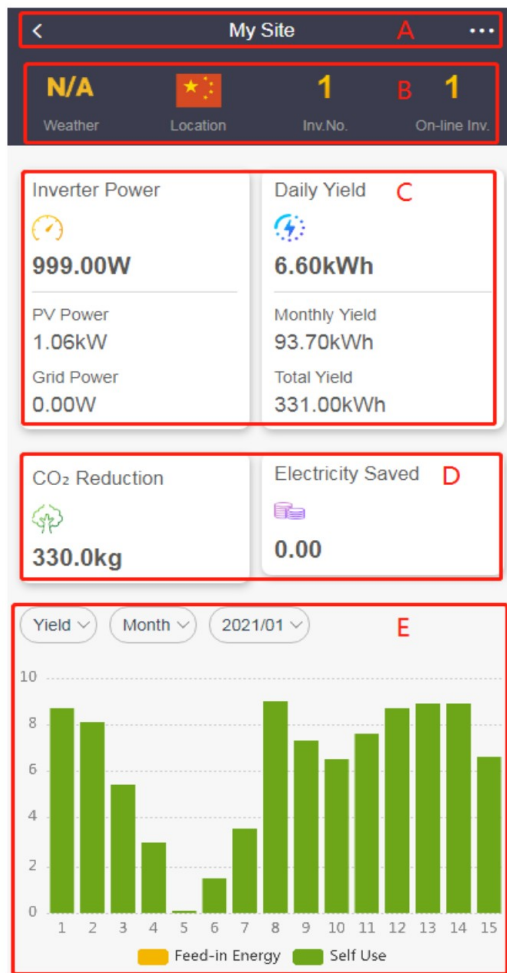 My Site A ...
N/A 1 B 1
Weather Location Inv.No. On-line Inv.
Inverter Power Daily Yield C
999.00W 6.60kWh
PV Power Monthly Yield
1.06kW 93.70kWh
Grid Power Total Yield
0.00W 331.00kWh
CO₂ Reduction Electricity Saved D
330.0kg 0.00
Yield Month 2021/01 E
10
8
6
4
2
0
1 2 3 4 5 6 7 8 9 10 11 12 13 14 15
Feed-in Energy Self Use